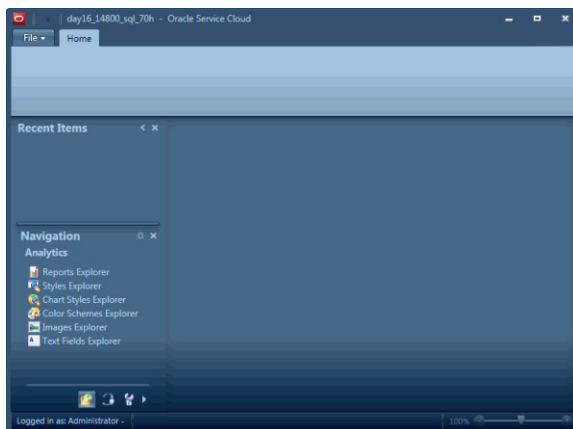 day16_14800_sql_70h - Oracle Service Cloud
File Home
Recent Items
Navigation
Analytics
Reports Explorer
Styles Explorer
Chart Styles Explorer
Color Schemes Explorer
Images Explorer
Text Fields Explorer
Logged in as: Administrator -
100%